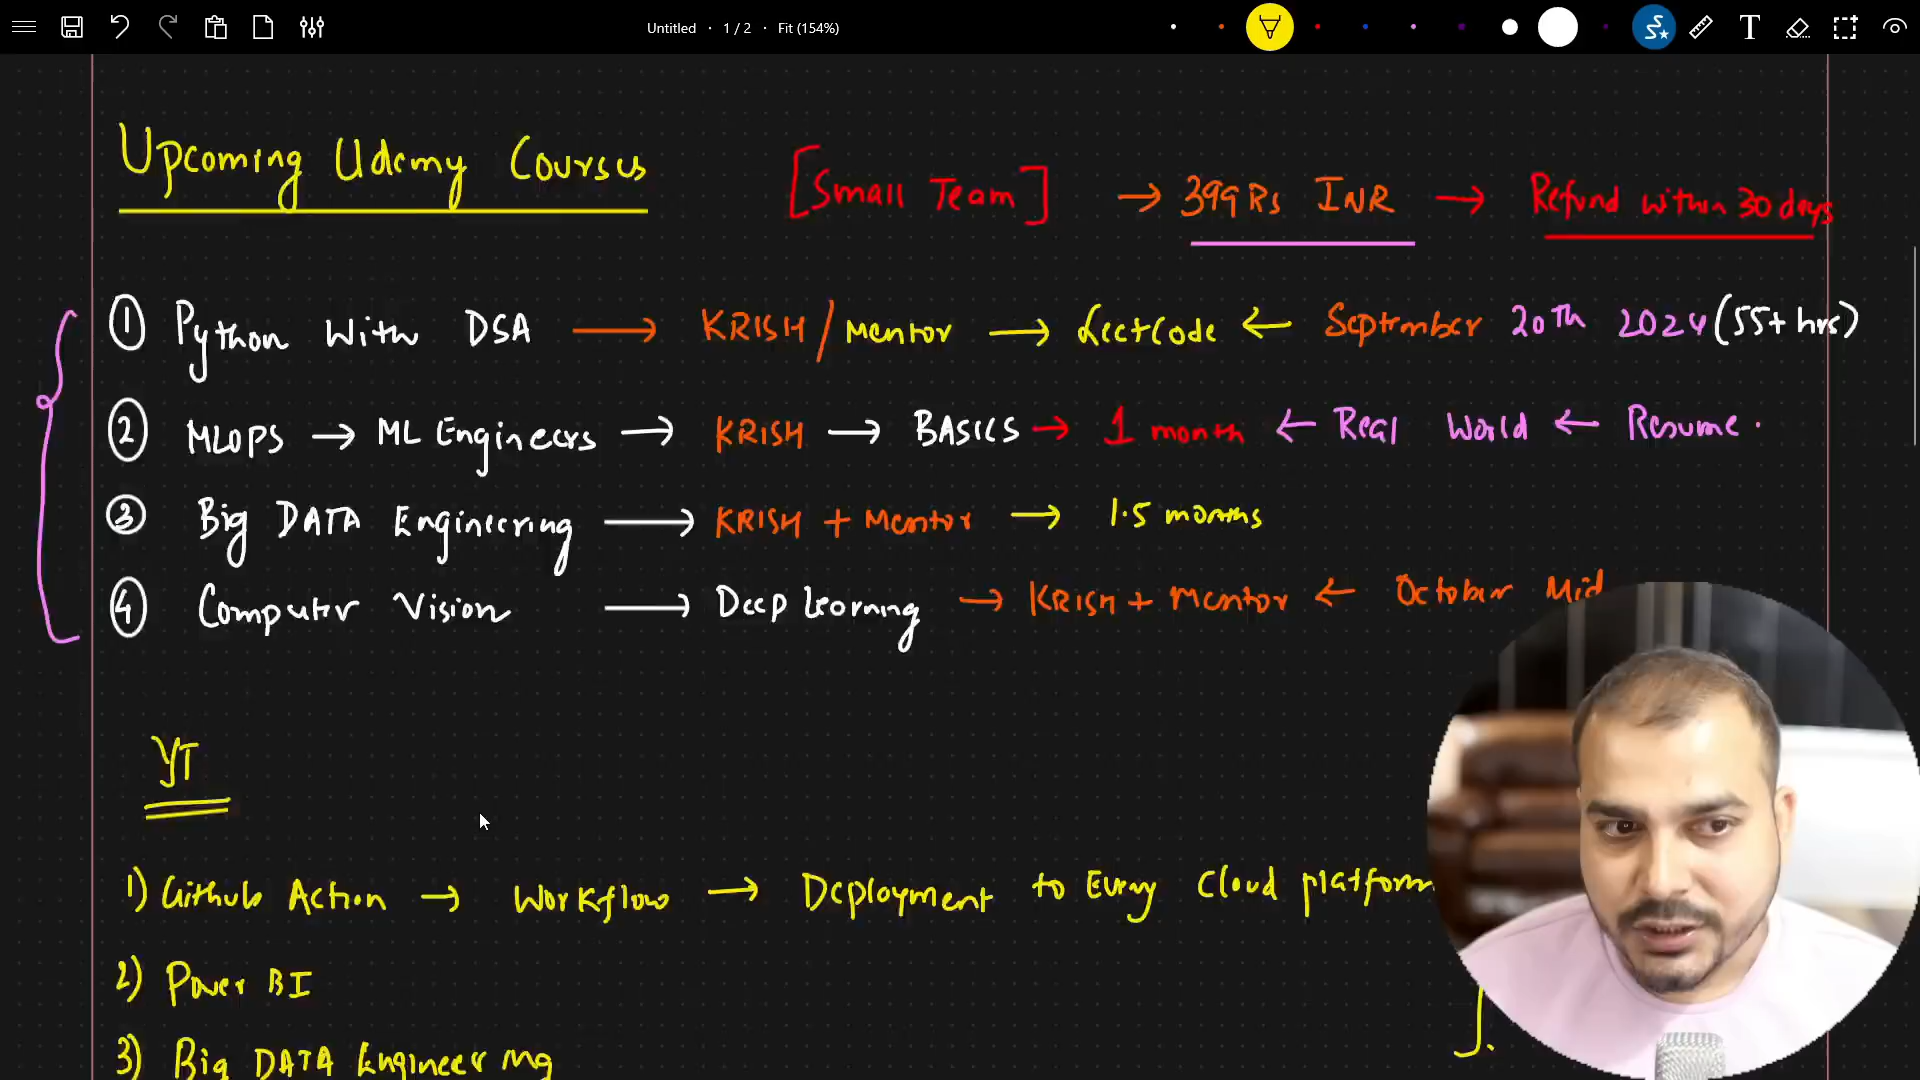 Untitled · 1 / 2 · Fit (154%)
Upcoming Udemy Courses [Small Team] → 399 Rs INR → Refund within 30 days
① Python With DSA → KRISH / Mentor → LeetCode ← September 20th 2024 (55+ hrs)
② MLOPS → ML Engineers → KRISH → BASICS → 1 month ← Real World ← Resume.
③ Big DATA Engineering → KRISH + Mentor → 1.5 months
④ Computer Vision → Deep Learning → KRISH + Mentor ← October Mid
YT
1) Github Action → Workflow → Deployment to Every Cloud platform
2) Power BI
3) Big DATA Engineering